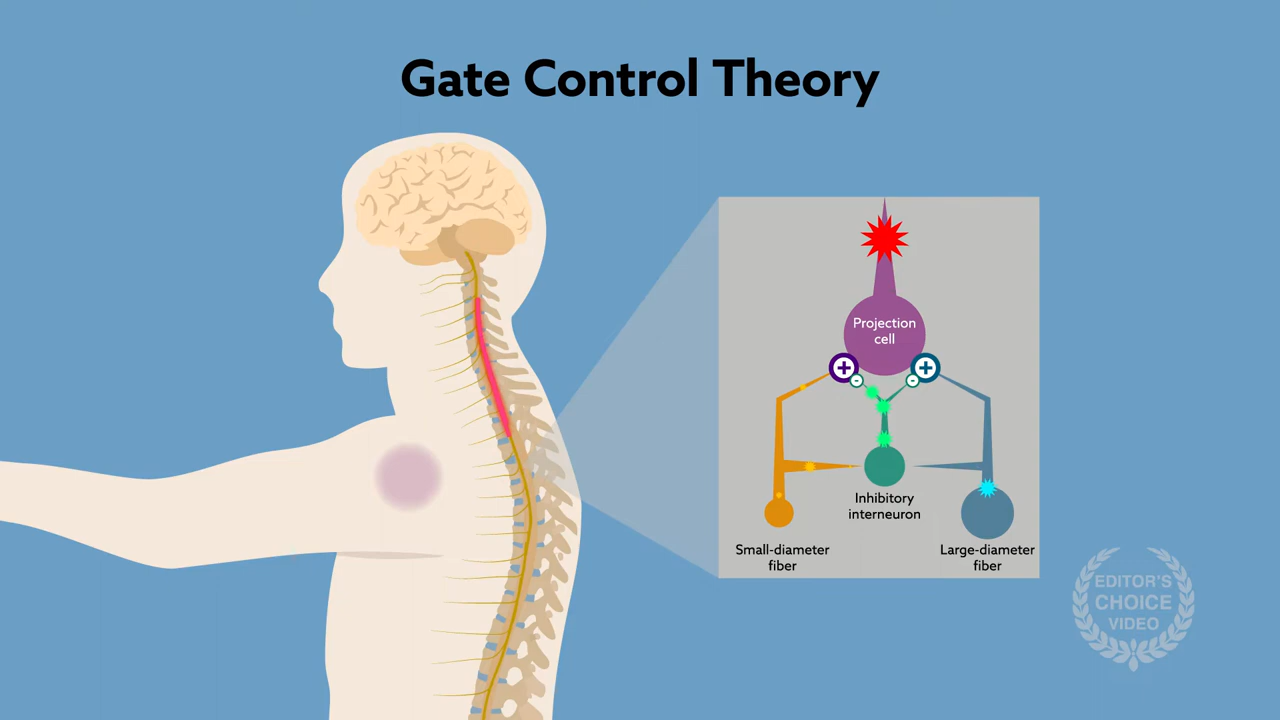 Gate Control Theory
Projection
cell
+
+
-
-
Inhibitory
interneuron
Small-diameter
fiber
Large-diameter
fiber
EDITOR'S
CHOICE
VIDEO